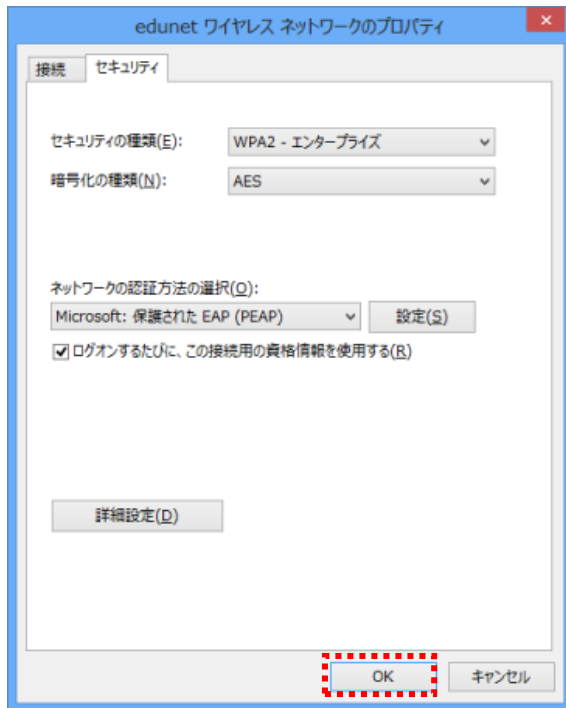 edunet ワイヤレス ネットワークのプロパティ
接続 セキュリティ
セキュリティの種類(E): WPA2 - エンタープライズ
暗号化の種類(N): AES
ネットワークの認証方法の選択(O):
Microsoft: 保護された EAP (PEAP) 設定(S)
ログオンするたびに、この接続用の資格情報を使用する(R)
詳細設定(D)
OK キャンセル